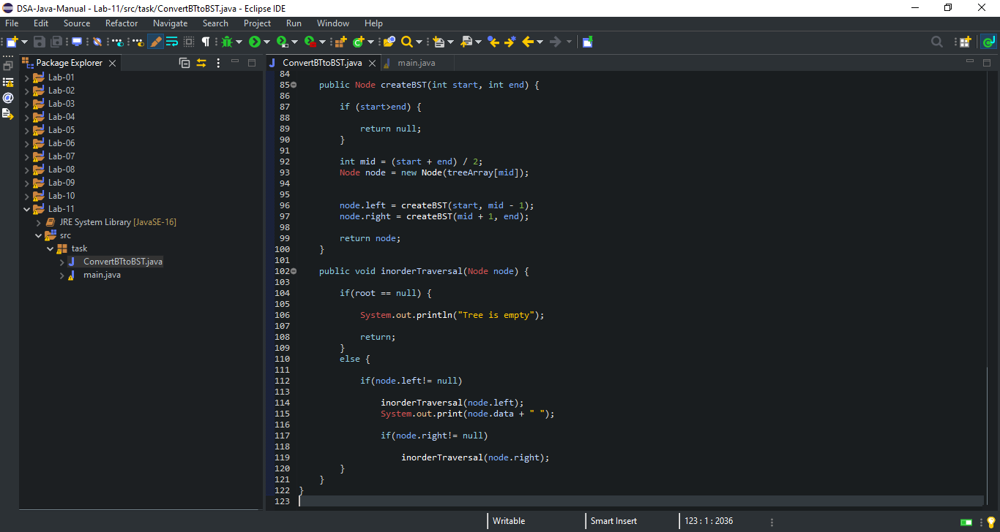 DSA-Java-Manual - Lab-11/src/task/ConvertBTtoBST.java - Eclipse IDE
File Edit Source Refactor Navigate Search Project Run Window Help
Package Explorer
Lab-01
Lab-02
Lab-03
Lab-04
Lab-05
Lab-06
Lab-07
Lab-08
Lab-09
Lab-10
Lab-11
JRE System Library [JavaSE-16]
src
task
ConvertBTtoBST.java
main.java
ConvertBTtoBST.java main.java
84
85 public Node createBST(int start, int end) {
86
87 if (start>end) {
88
89 return null;
90 }
91
92 int mid = (start + end) / 2;
93 Node node = new Node(treeArray[mid]);
94
95
96 node.left = createBST(start, mid - 1);
97 node.right = createBST(mid + 1, end);
98
99 return node;
100 }
101
102 public void inorderTraversal(Node node) {
103
104 if(root == null) {
105
106 System.out.println("Tree is empty");
107
108 return;
109 }
110 else {
111
112 if(node.left!= null)
113
114 inorderTraversal(node.left);
115 System.out.print(node.data + " ");
116
117 if(node.right!= null)
118
119 inorderTraversal(node.right);
120 }
121 }
122 }
123
Writable Smart Insert 123 : 1 : 2036